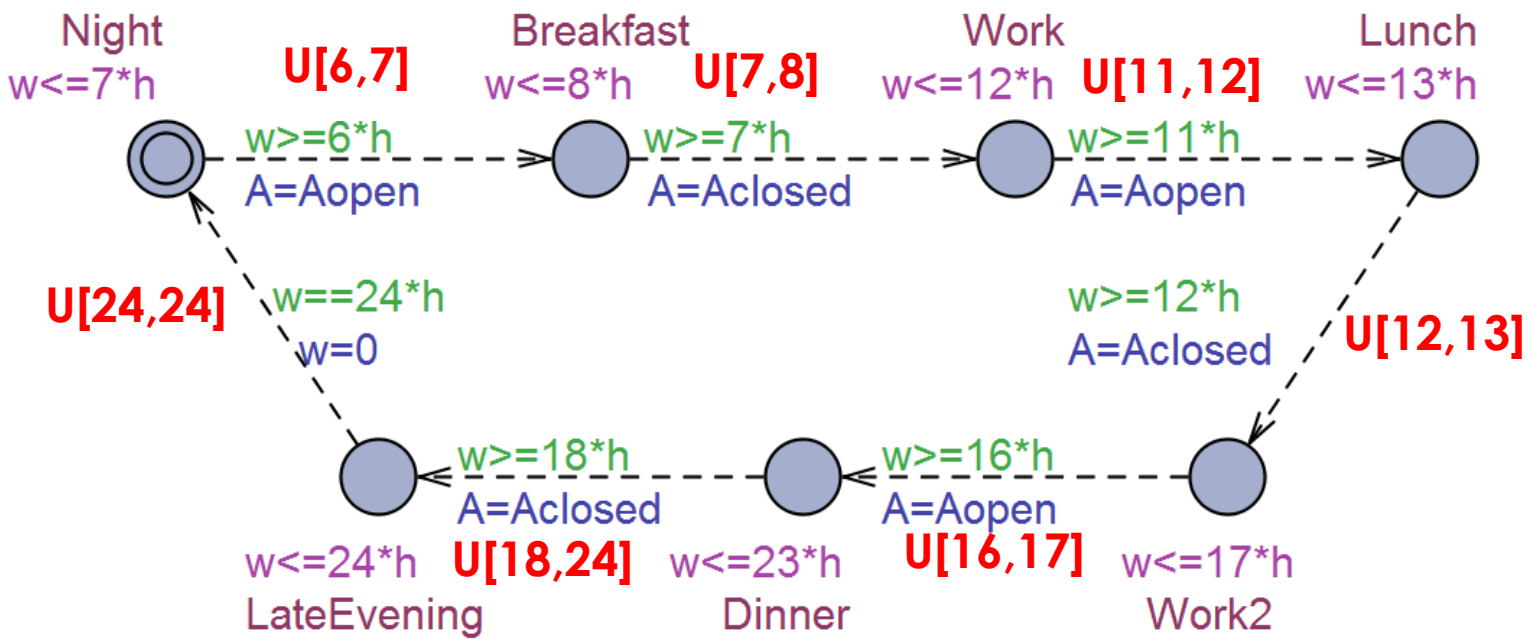 Night
w<=7*h
U[6,7]
w>=6*h
A=Aopen
Breakfast
w<=8*h
U[7,8]
w>=7*h
A=Aclosed
Work
w<=12*h
U[11,12]
w>=11*h
A=Aopen
Lunch
w<=13*h
w>=12*h
A=Aclosed
U[12,13]
w<=17*h
Work2
w>=16*h
A=Aopen
U[16,17]
w<=23*h
Dinner
w>=18*h
A=Aclosed
U[18,24]
w<=24*h
LateEvening
U[24,24]
w==24*h
w=0